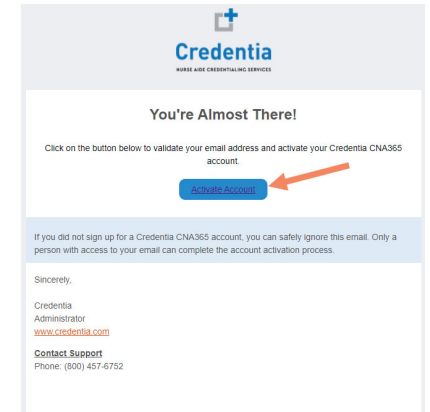 Credentia
NURSE AIDE CREDENTIALING SERVICES
You're Almost There!
Click on the button below to validate your email address and activate your Credentia CNA365
account.
Activate Account
If you did not sign up for a Credentia CNA365 account, you can safely ignore this email. Only a
person with access to your email can complete the account activation process.
Sincerely,
Credentia
Administrator
www.credentia.com
Contact Support
Phone: (800) 457-6752